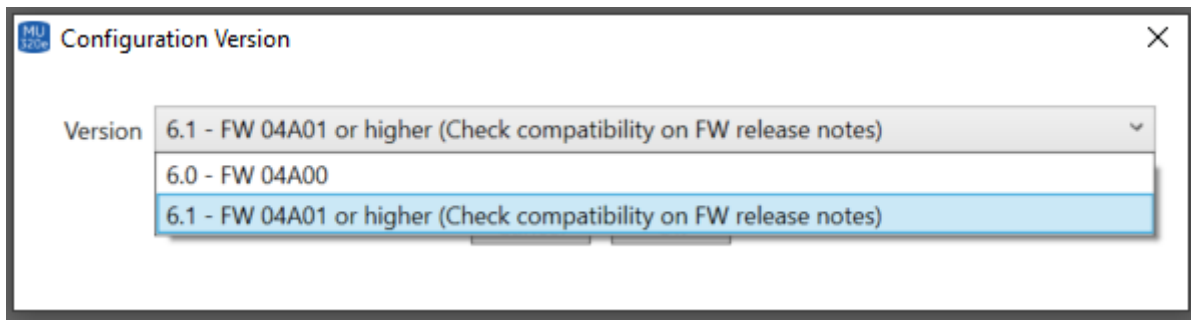 MU
320e
Configuration Version
Version 6.1 - FW 04A01 or higher (Check compatibility on FW release notes)
6.0 - FW 04A00
6.1 - FW 04A01 or higher (Check compatibility on FW release notes)